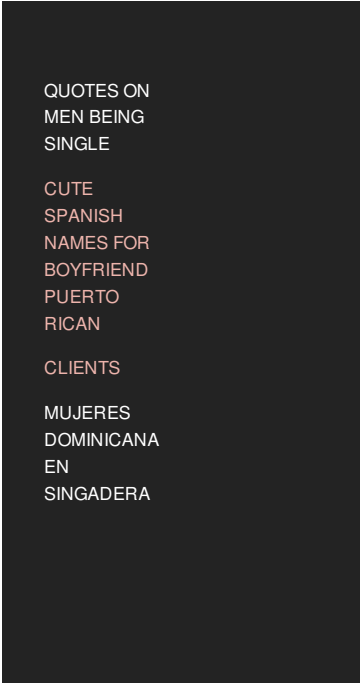 QUOTES ON
MEN BEING
SINGLE
CUTE
SPANISH
NAMES FOR
BOYFRIEND
PUERTO
RICAN
CLIENTS
MUJERES
DOMINICANA
EN
SINGADERA